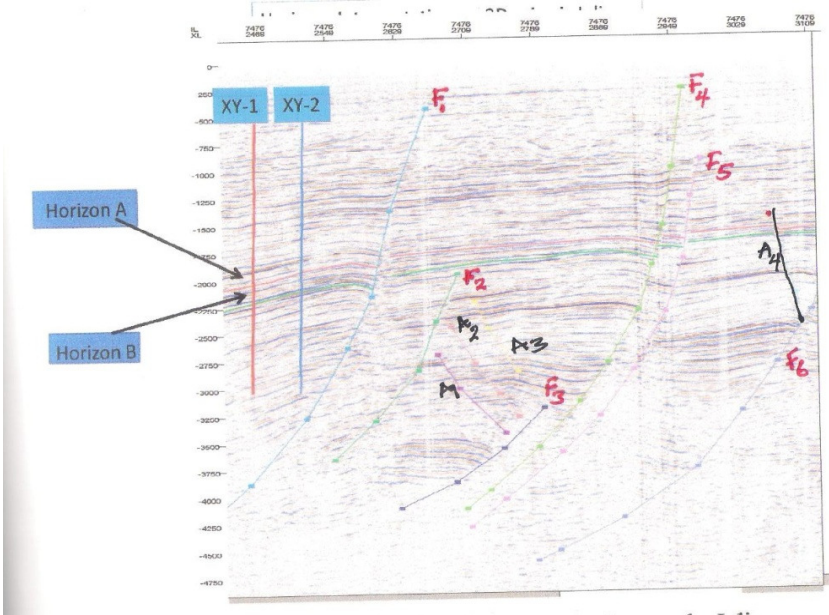 IL 7476 7476 7476 7476 7476 7476 7476 7476 7476
XL 2469 2549 2629 2709 2789 2869 2949 3029 3109
0
-500
-750
-1000
-1250
-1500
-1750
-2000
-2250
-2500
-2750
-3000
-3250
-3500
-3750
-4000
-4250
-4500
-4750
XY-1 XY-2
Horizon A
Horizon B
F4
F5
A4
F2
A2
A3
F6
F3